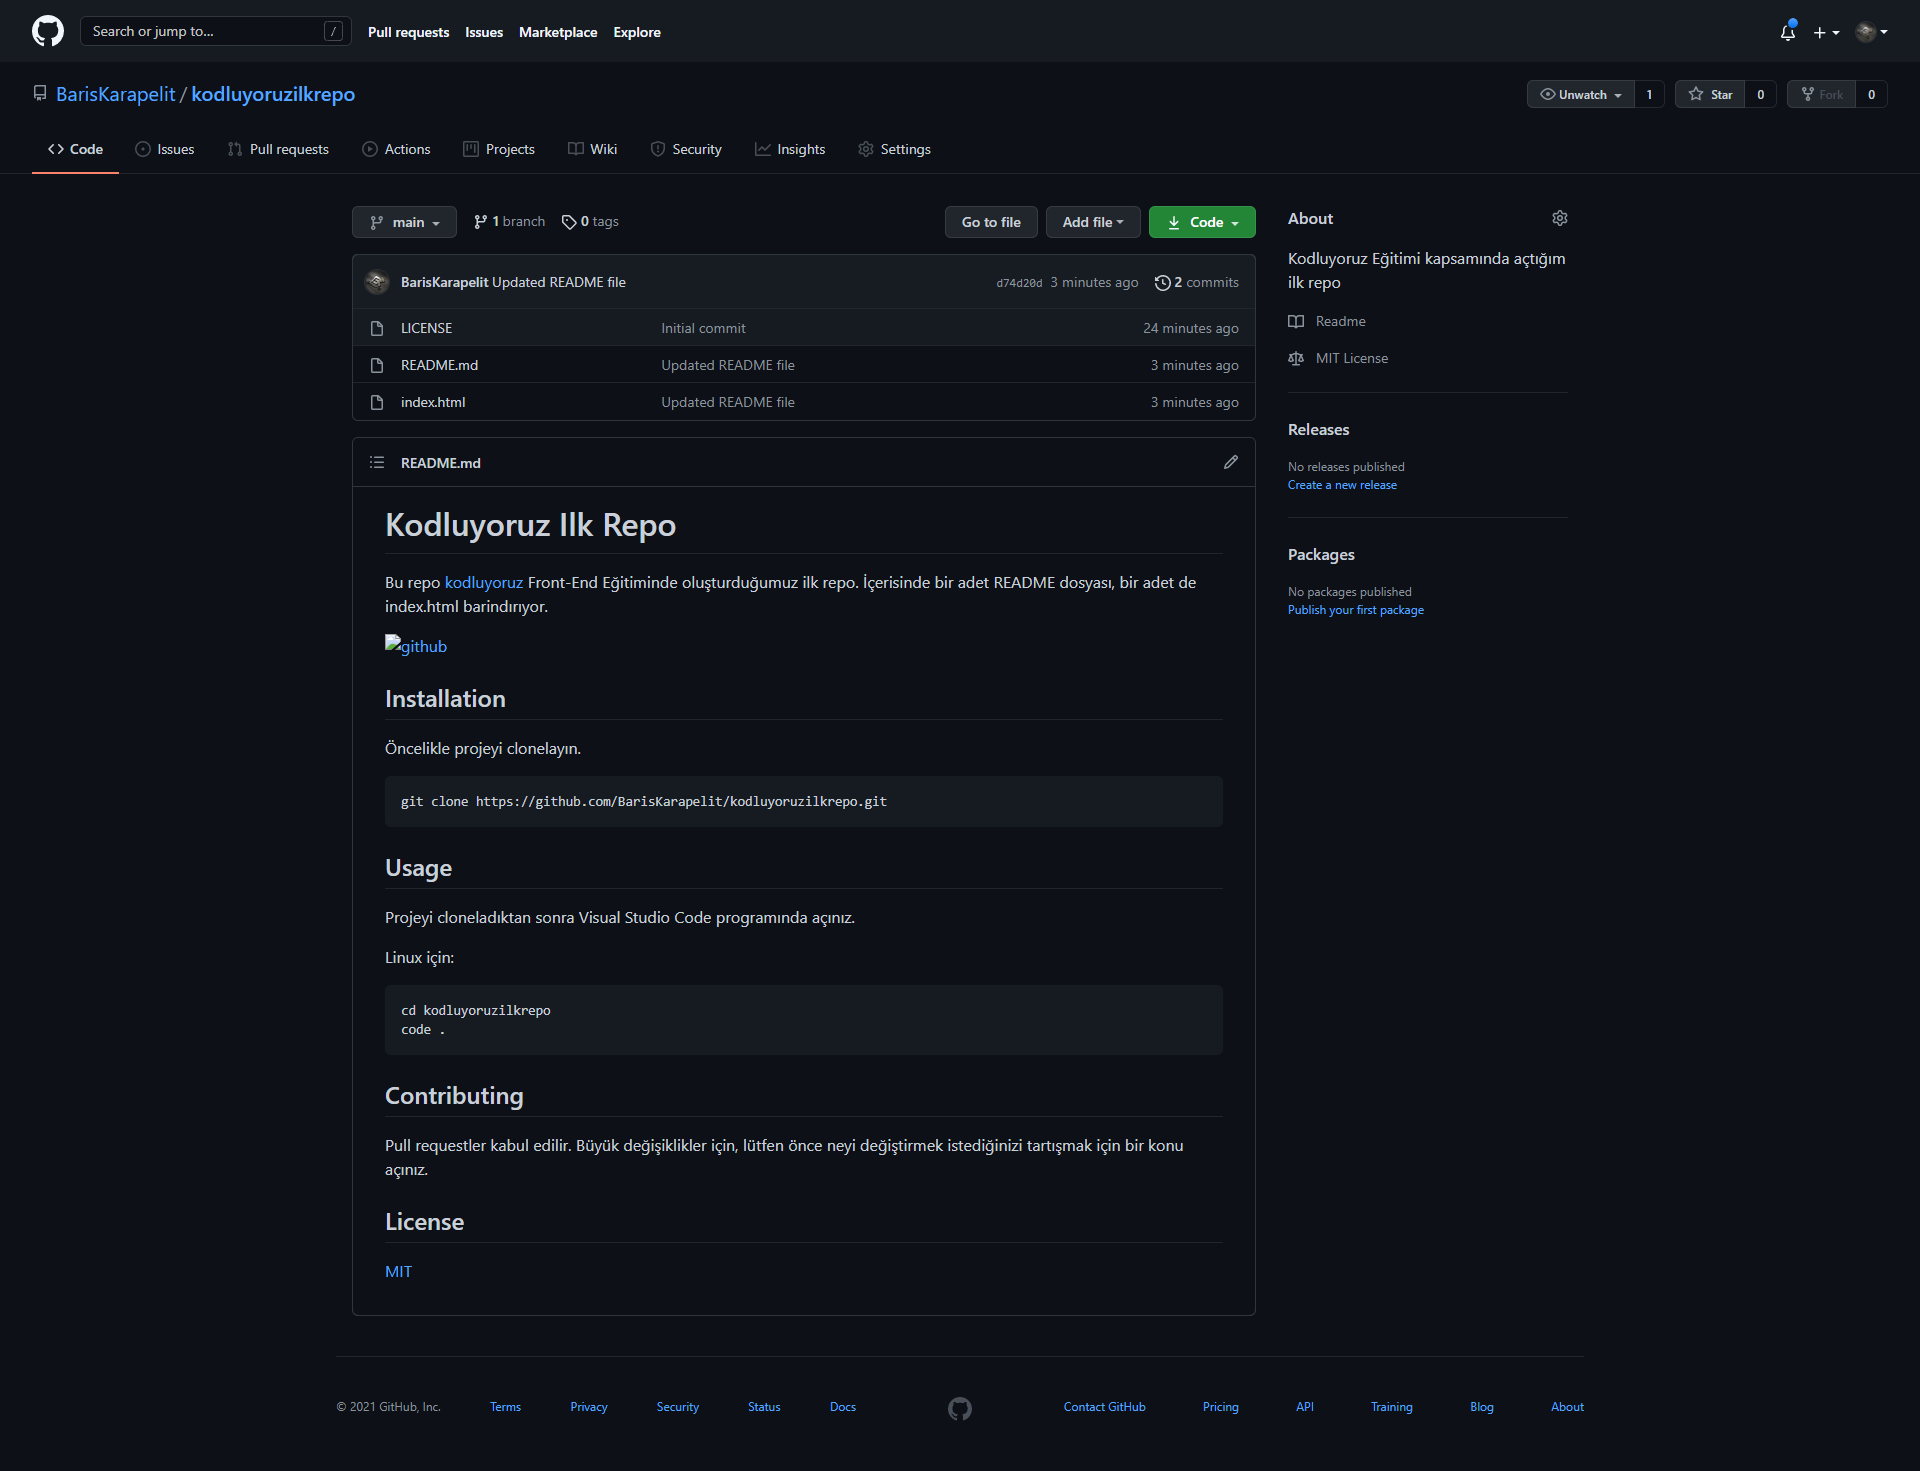 Search or jump to...
/
Pull requests
Issues
Marketplace
Explore
BarisKarapelit / kodluyoruzilkrepo
Unwatch 1
Star 0
Fork 0
Code
Issues
Pull requests
Actions
Projects
Wiki
Security
Insights
Settings
main
1 branch
0 tags
Go to file
Add file
Code
BarisKarapelit Updated README file
d74d20d 3 minutes ago
2 commits
LICENSE Initial commit 24 minutes ago
README.md Updated README file 3 minutes ago
index.html Updated README file 3 minutes ago
README.md
Kodluyoruz Ilk Repo
Bu repo kodluyoruz Front-End Eğitiminde oluşturduğumuz ilk repo. İçerisinde bir adet README dosyası, bir adet de
index.html barindırıyor.
github
Installation
Öncelikle projeyi clonelayın.
git clone https://github.com/BarisKarapelit/kodluyoruzilkrepo.git
Usage
Projeyi cloneladıktan sonra Visual Studio Code programında açınız.
Linux için:
cd kodluyoruzilkrepo
code .
Contributing
Pull requestler kabul edilir. Büyük değişiklikler için, lütfen önce neyi değiştirmek istediğinizi tartışmak için bir konu
açınız.
License
MIT
About
Kodluyoruz Eğitimi kapsamında açtığım
ilk repo
Readme
MIT License
Releases
No releases published
Create a new release
Packages
No packages published
Publish your first package
© 2021 GitHub, Inc.
Terms
Privacy
Security
Status
Docs
Contact GitHub
Pricing
API
Training
Blog
About